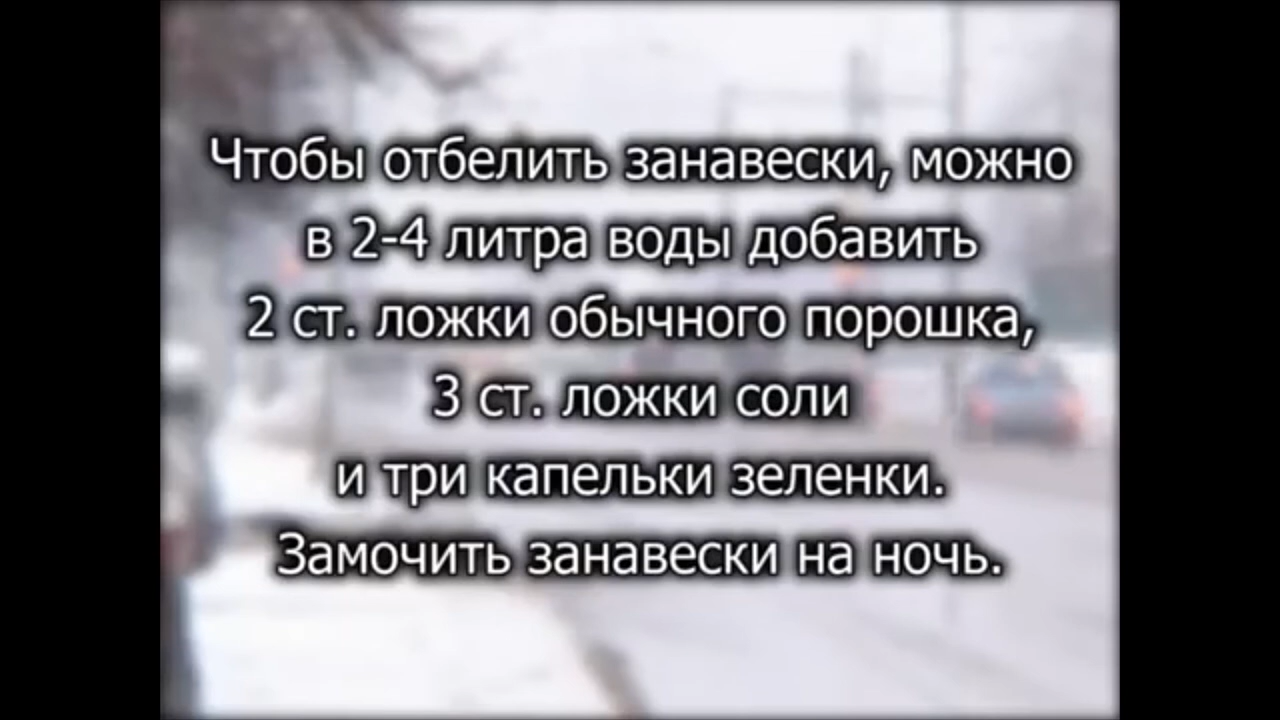 Чтобы отбелить занавески, можно
в 2-4 литра воды добавить
2 ст. ложки обычного порошка,
3 ст. ложки соли
и три капельки зеленки.
Замочить занавески на ночь.